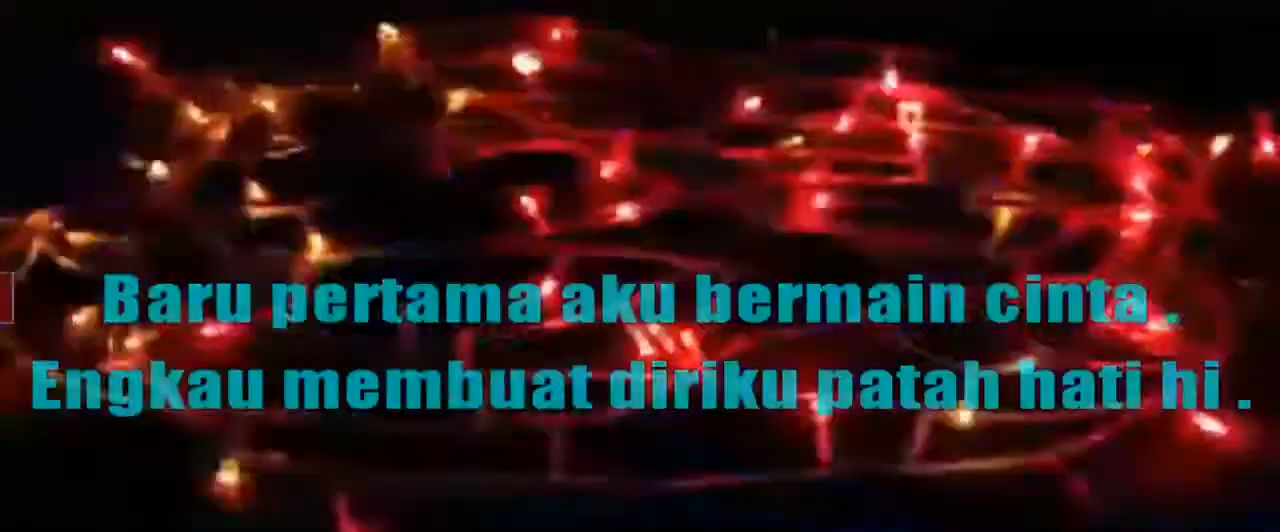 Baru pertama aku bermain cinta .
Engkau membuat diriku patah hati hi .